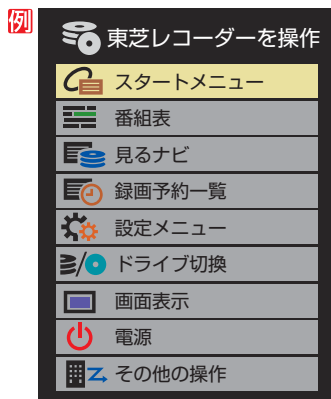 例
東芝レコーダーを操作
スタートメニュー
番組表
見るナビ
録画予約一覧
設定メニュー
ドライブ切換
画面表示
電源
その他の操作